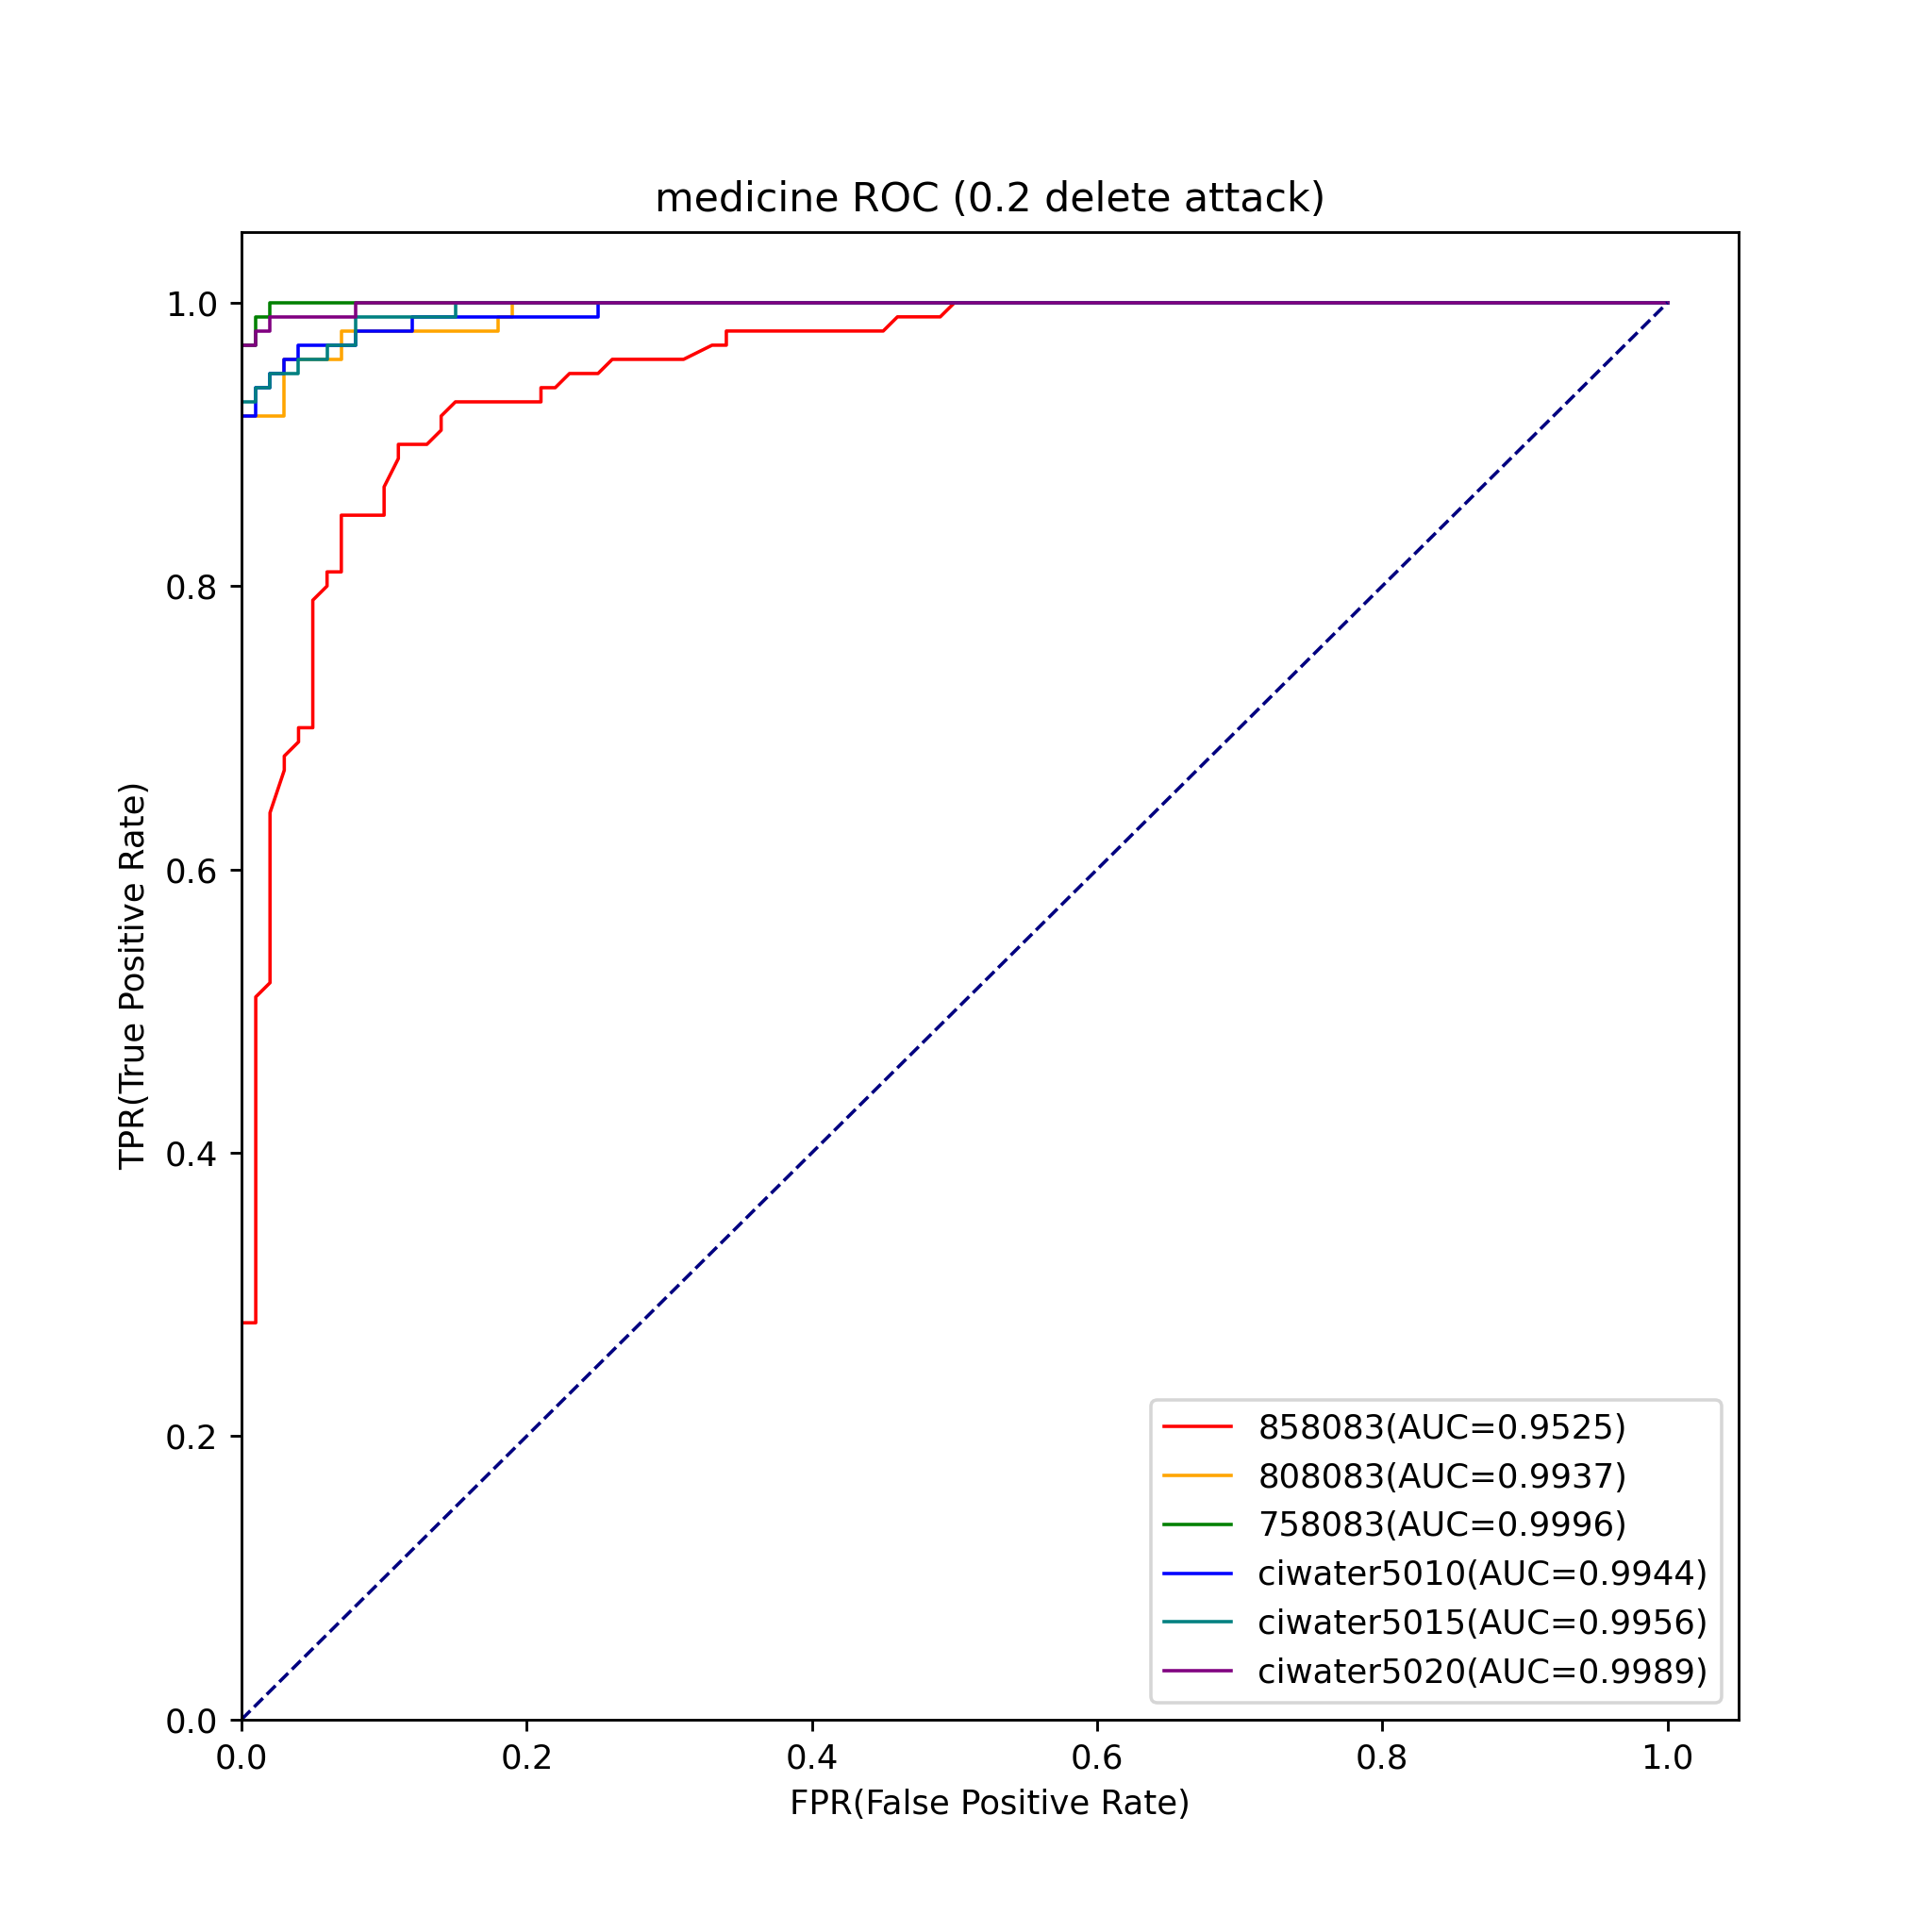 medicine ROC (0.2 delete attack)
1.0
0.8
0.6
0.4
0.2
0.0
TPR(True Positive Rate)
0.0 0.2 0.4 0.6 0.8 1.0
FPR(False Positive Rate)
858083(AUC=0.9525)
808083(AUC=0.9937)
758083(AUC=0.9996)
ciwater5010(AUC=0.9944)
ciwater5015(AUC=0.9956)
ciwater5020(AUC=0.9989)